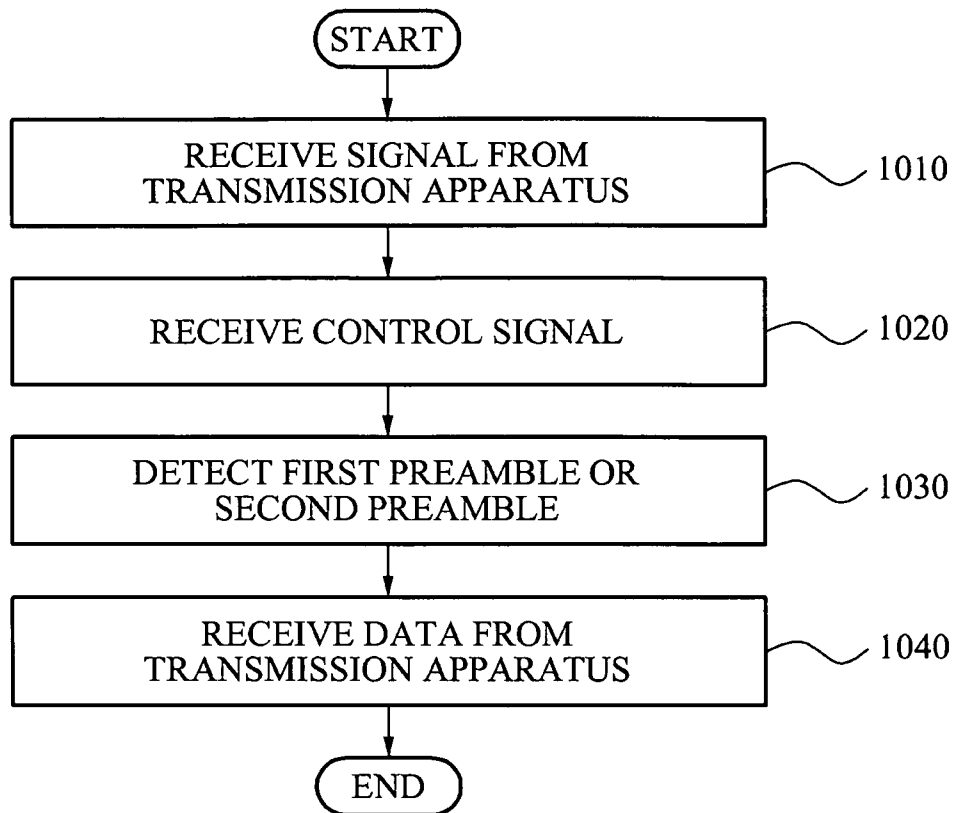 START
RECEIVE SIGNAL FROM
TRANSMISSION APPARATUS
1010
RECEIVE CONTROL SIGNAL
1020
DETECT FIRST PREAMBLE OR
SECOND PREAMBLE
1030
RECEIVE DATA FROM
TRANSMISSION APPARATUS
1040
END